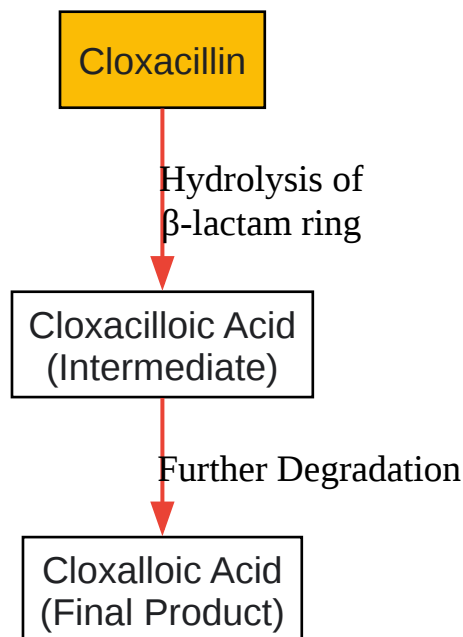 Cloxacillin
Hydrolysis of
β-lactam ring
Cloxacilloic Acid
(Intermediate)
Further Degradation
Cloxalloic Acid
(Final Product)